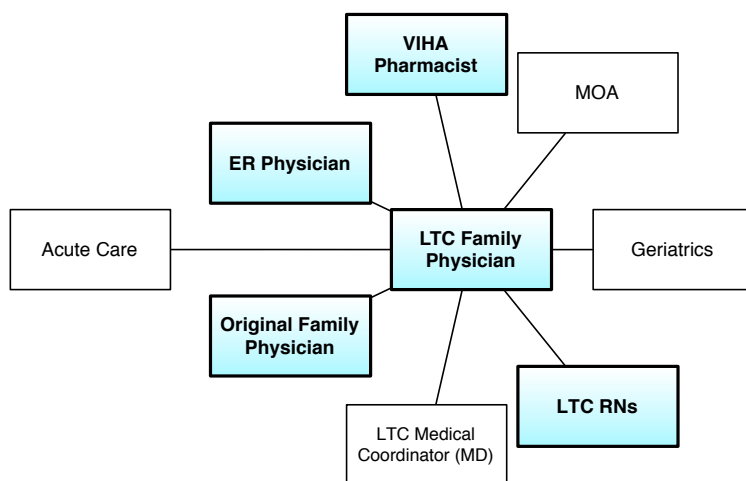 VIHA
Pharmacist
MOA
ER Physician
Acute Care
LTC Family
Physician
Geriatrics
Original Family
Physician
LTC RNs
LTC Medical
Coordinator (MD)